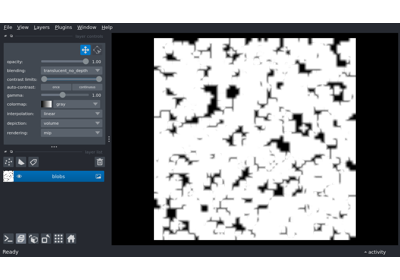 File View Layers Plugins Window Help
opacity: 1.00
blending: translucent_no_depth
contrast limits:
auto-contrast: once continuous
gamma: 1.00
colormap: gray
interpolation: linear
depiction: volume
rendering: mip
blobs
Ready activity